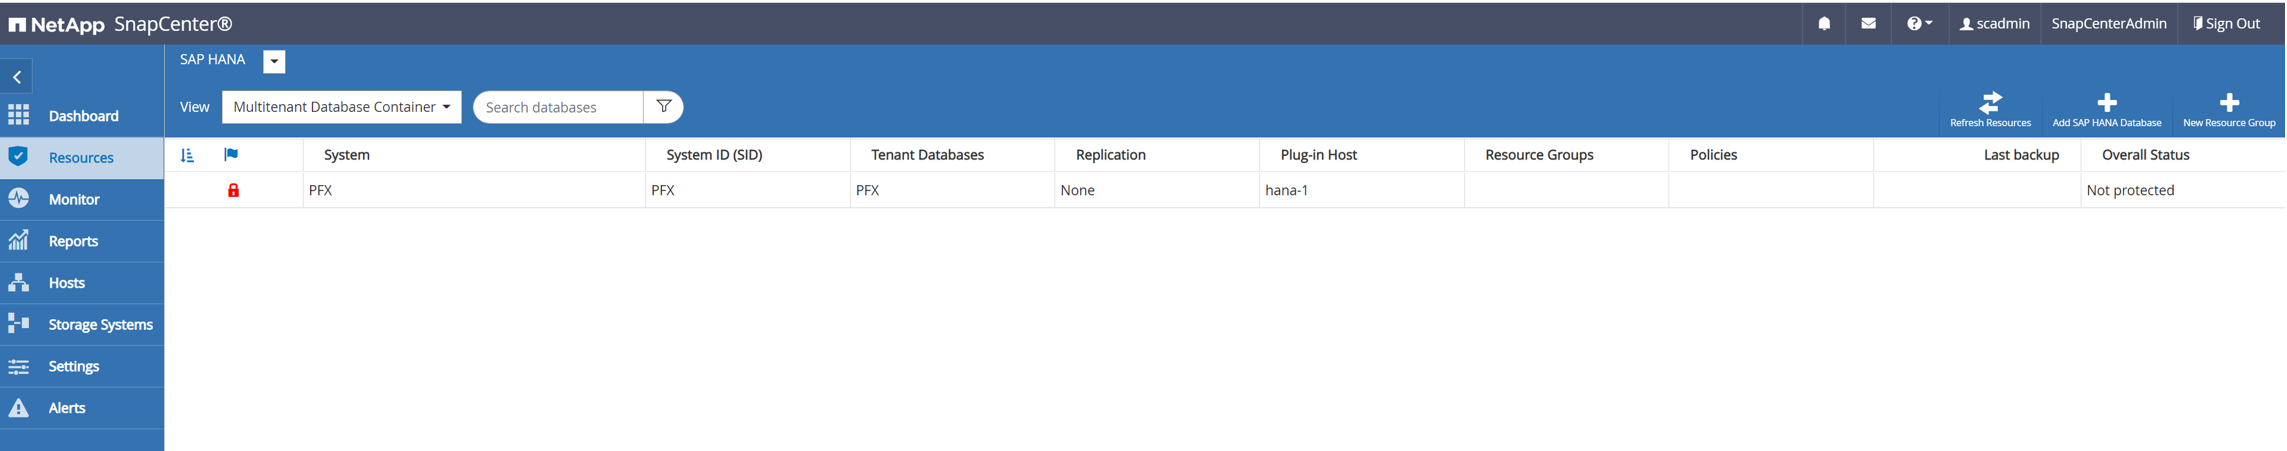 NetApp SnapCenter®
scadmin SnapCenterAdmin Sign Out
SAP HANA
View Multitenant Database Container Search databases
Refresh Resources Add SAP HANA Database New Resource Group
Dashboard
Resources
Monitor
Reports
Hosts
Storage Systems
Settings
Alerts
System System ID (SID) Tenant Databases Replication Plug-in Host Resource Groups Policies Last backup Overall Status
PFX PFX PFX None hana-1 Not protected